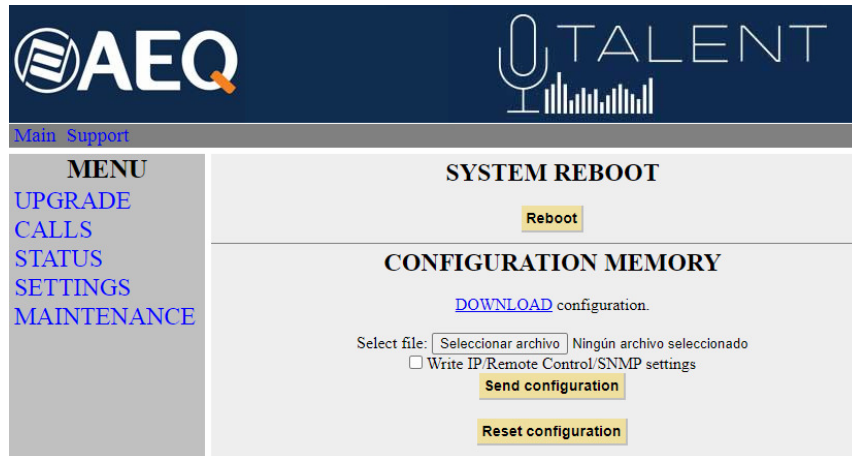 AEQ
TALENT
Main Support
MENU
UPGRADE
CALLS
STATUS
SETTINGS
MAINTENANCE
SYSTEM REBOOT
Reboot
CONFIGURATION MEMORY
DOWNLOAD configuration.
Select file: Seleccionar archivo Ningún archivo seleccionado
Write IP/Remote Control/SNMP settings
Send configuration
Reset configuration